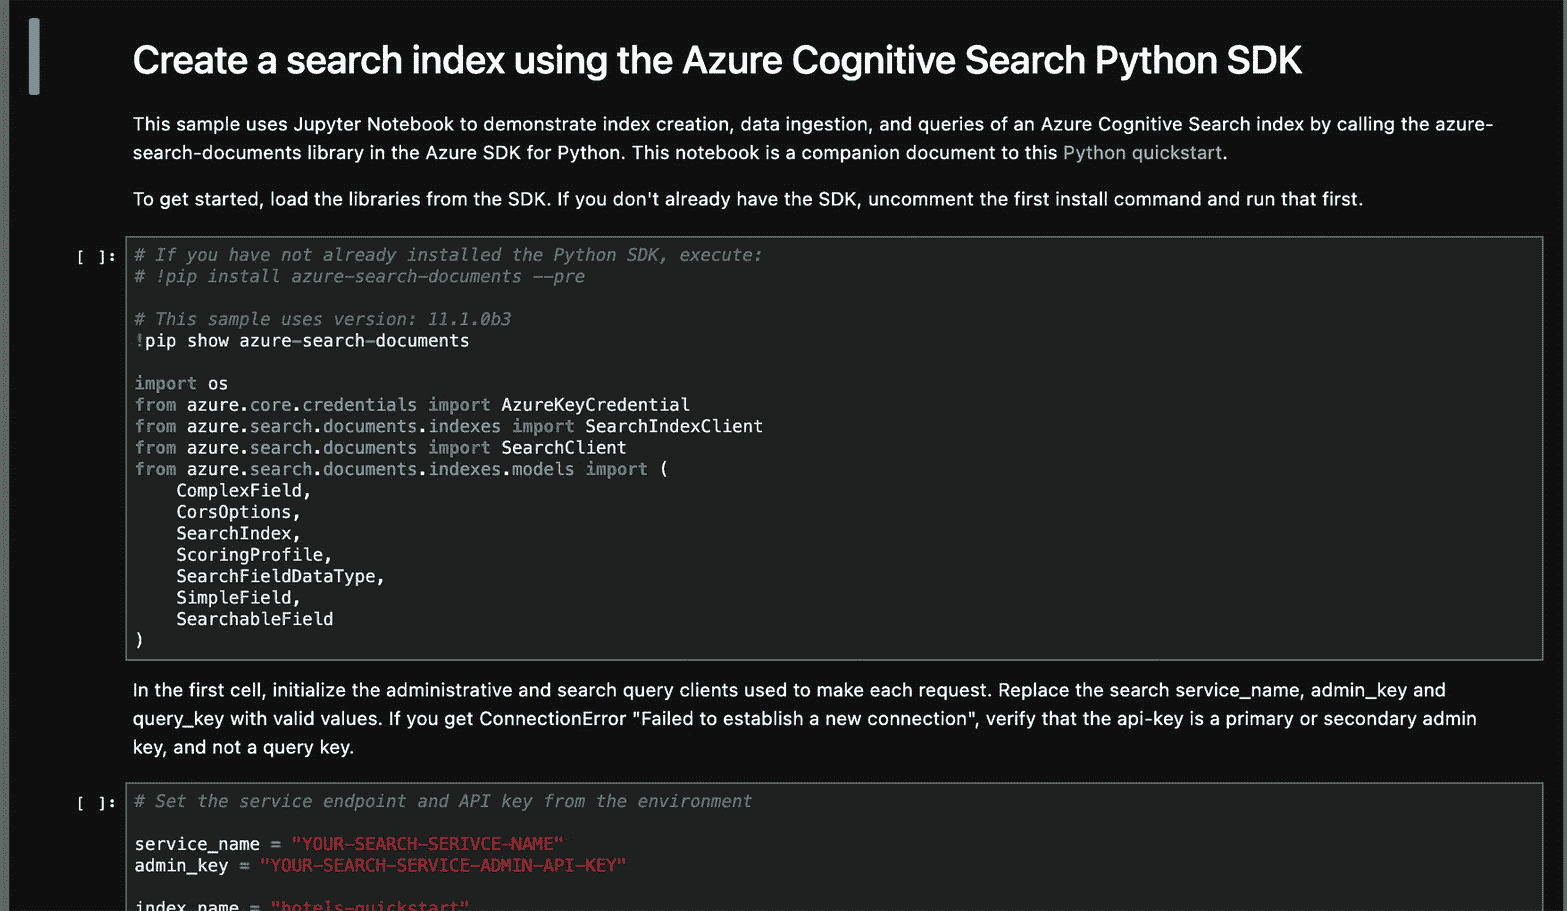 Create a search index using the Azure Cognitive Search Python SDK
This sample uses Jupyter Notebook to demonstrate index creation, data ingestion, and queries of an Azure Cognitive Search index by calling the azure-
search-documents library in the Azure SDK for Python. This notebook is a companion document to this Python quickstart.
To get started, load the libraries from the SDK. If you don't already have the SDK, uncomment the first install command and run that first.
[ ]: # If you have not already installed the Python SDK, execute:
# !pip install azure-search-documents --pre
# This sample uses version: 11.1.0b3
!pip show azure-search-documents
import os
from azure.core.credentials import AzureKeyCredential
from azure.search.documents.indexes import SearchIndexClient
from azure.search.documents import SearchClient
from azure.search.documents.indexes.models import (
    ComplexField,
    CorsOptions,
    SearchIndex,
    ScoringProfile,
    SearchFieldDataType,
    SimpleField,
    SearchableField
)
In the first cell, initialize the administrative and search query clients used to make each request. Replace the search service_name, admin_key and
query_key with valid values. If you get ConnectionError "Failed to establish a new connection", verify that the api-key is a primary or secondary admin
key, and not a query key.
[ ]: # Set the service endpoint and API key from the environment
service_name = "YOUR-SEARCH-SERIVCE-NAME"
admin_key = "YOUR-SEARCH-SERVICE-ADMIN-API-KEY"
index_name = "hotels-quickstart"